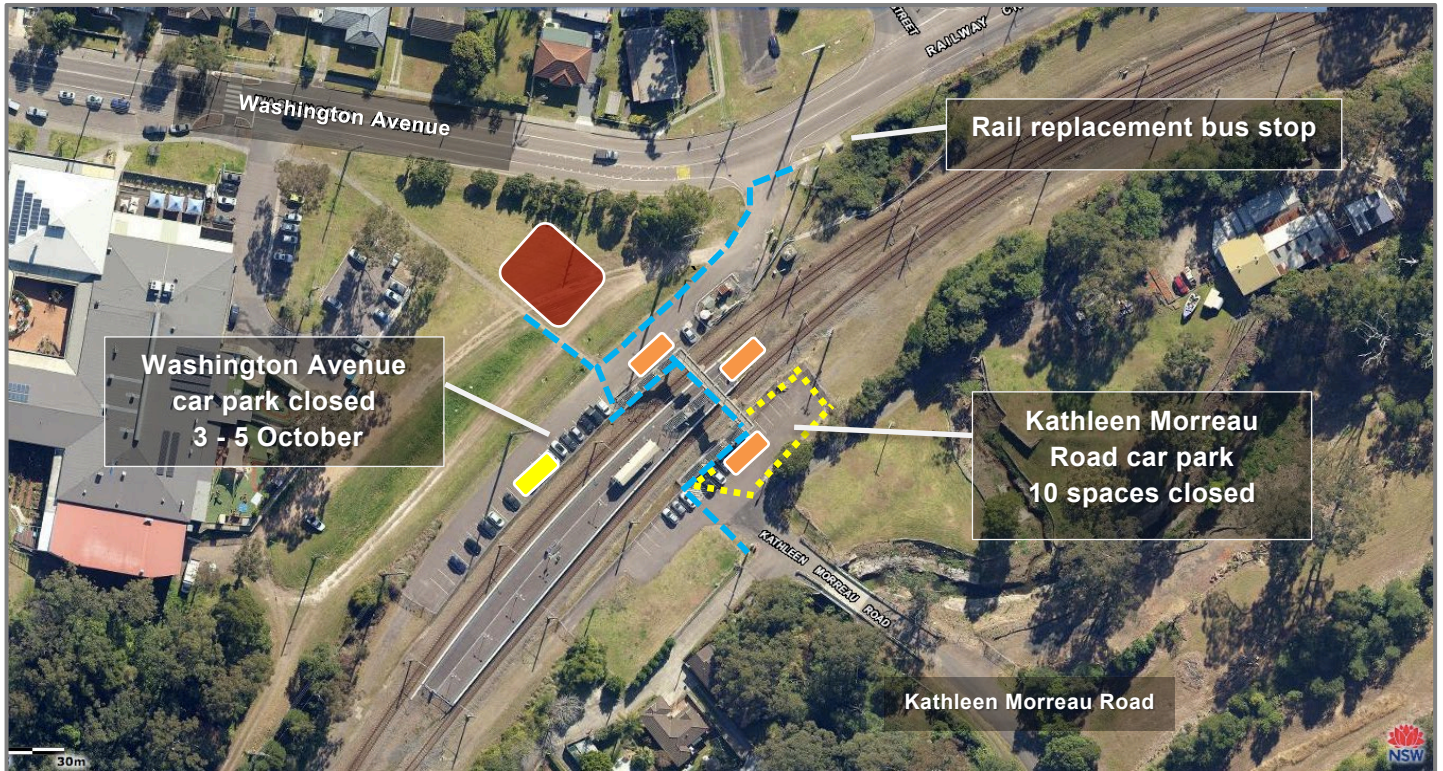 STREET
RAILWAY
Washington Avenue
Rail replacement bus stop
Washington Avenue
car park closed
3 - 5 October
Kathleen Morreau
Road car park
10 spaces closed
KATHLEEN MORREAU ROAD
Kathleen Morreau Road
30m
NSW